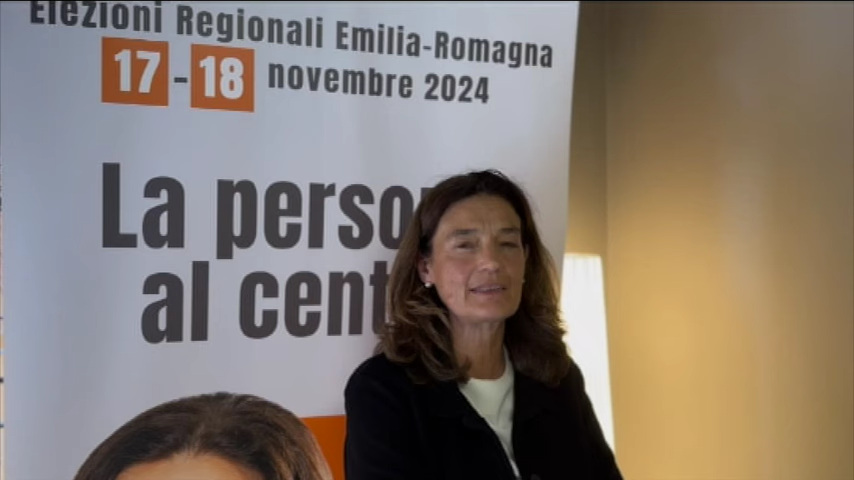 Elezioni Regionali Emilia-Romagna
17-18 novembre 2024
La perso
al cent